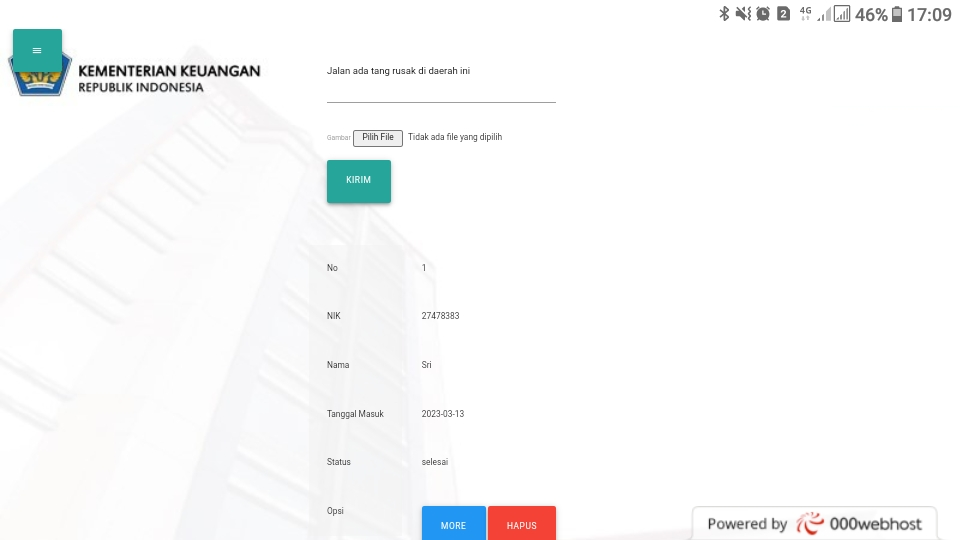 2 4G 46% 17:09
KEMENTERIAN KEUANGAN
REPUBLIK INDONESIA
Jalan ada tang rusak di daerah ini
Gambar Pilih File Tidak ada file yang dipilih
KIRIM
No 1
NIK 27478383
Nama Sri
Tanggal Masuk 2023-03-13
Status selesai
Opsi
MORE HAPUS
Powered by 000webhost